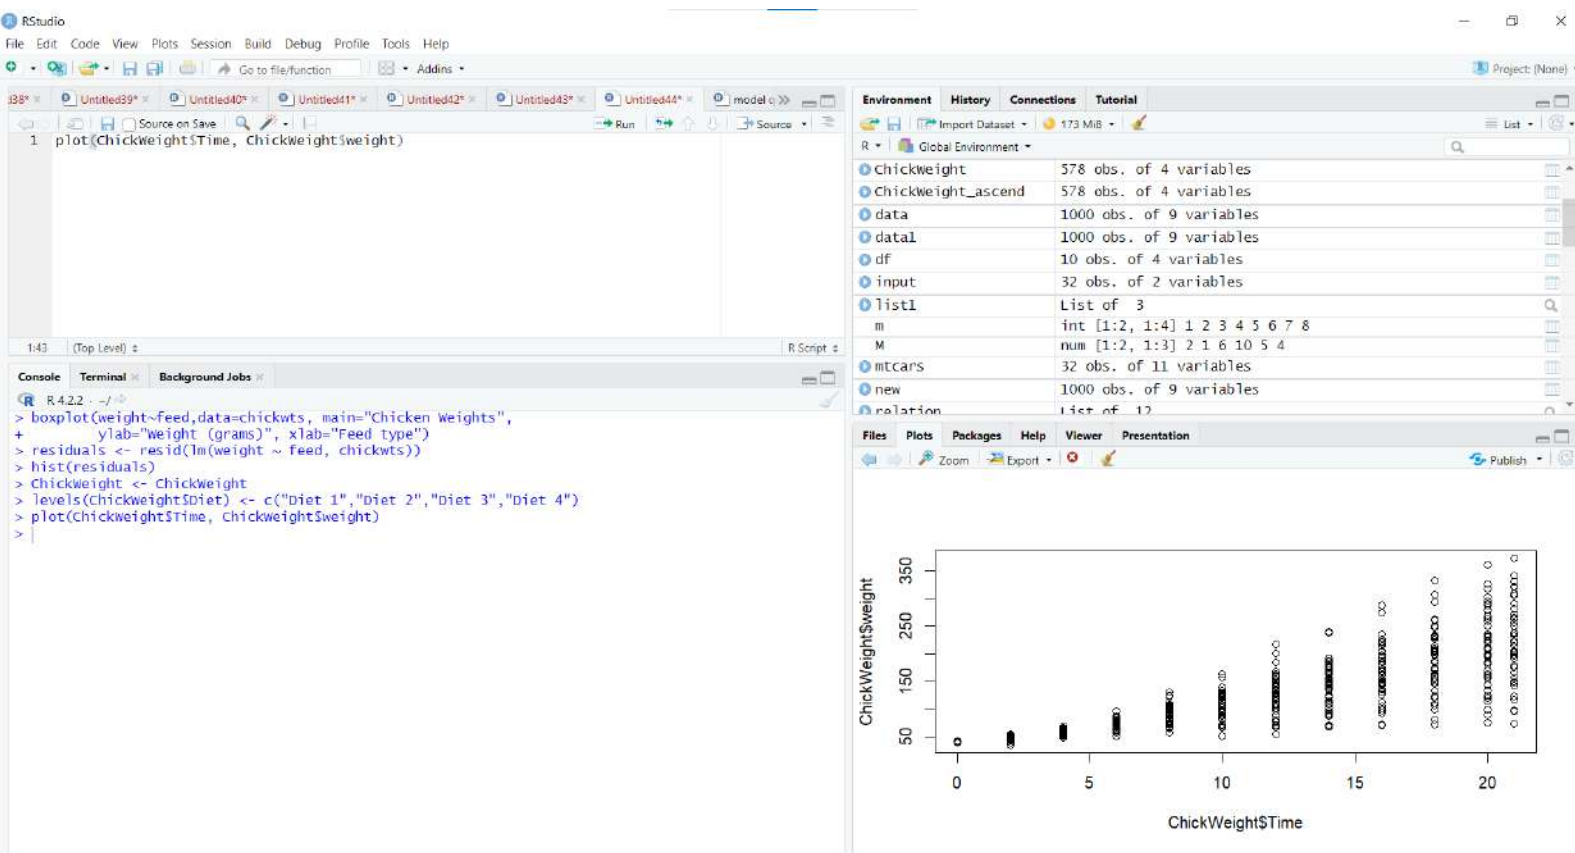 RStudio
File Edit Code View Plots Session Build Debug Profile Tools Help
Go to file/function Addins
Project: (None)
38* Untitled39* Untitled40* Untitled41* Untitled42* Untitled43* Untitled44* model q
Source on Save Run Source
1 plot(ChickWeight$Time, ChickWeight$weight)
1:43 (Top Level) R Script
Console Terminal Background Jobs
R 4.2.2 · ~/
> boxplot(weight~feed,data=chickwts, main="Chicken Weights",
+ ylab="Weight (grams)", xlab="Feed type")
> residuals <- resid(lm(weight ~ feed, chickwts))
> hist(residuals)
> ChickWeight <- ChickWeight
> levels(ChickWeight$Diet) <- c("Diet 1","Diet 2","Diet 3","Diet 4")
> plot(ChickWeight$Time, ChickWeight$weight)
>
Environment History Connections Tutorial
Import Dataset 173 MiB List
R Global Environment
ChickWeight 578 obs. of 4 variables
ChickWeight_ascend 578 obs. of 4 variables
data 1000 obs. of 9 variables
data1 1000 obs. of 9 variables
df 10 obs. of 4 variables
input 32 obs. of 2 variables
list1 List of 3
m int [1:2, 1:4] 1 2 3 4 5 6 7 8
M num [1:2, 1:3] 2 1 6 10 5 4
mtcars 32 obs. of 11 variables
new 1000 obs. of 9 variables
relation List of 12
Files Plots Packages Help Viewer Presentation
Zoom Export Publish
ChickWeight$weight
350
250
150
50
0 5 10 15 20
ChickWeight$Time